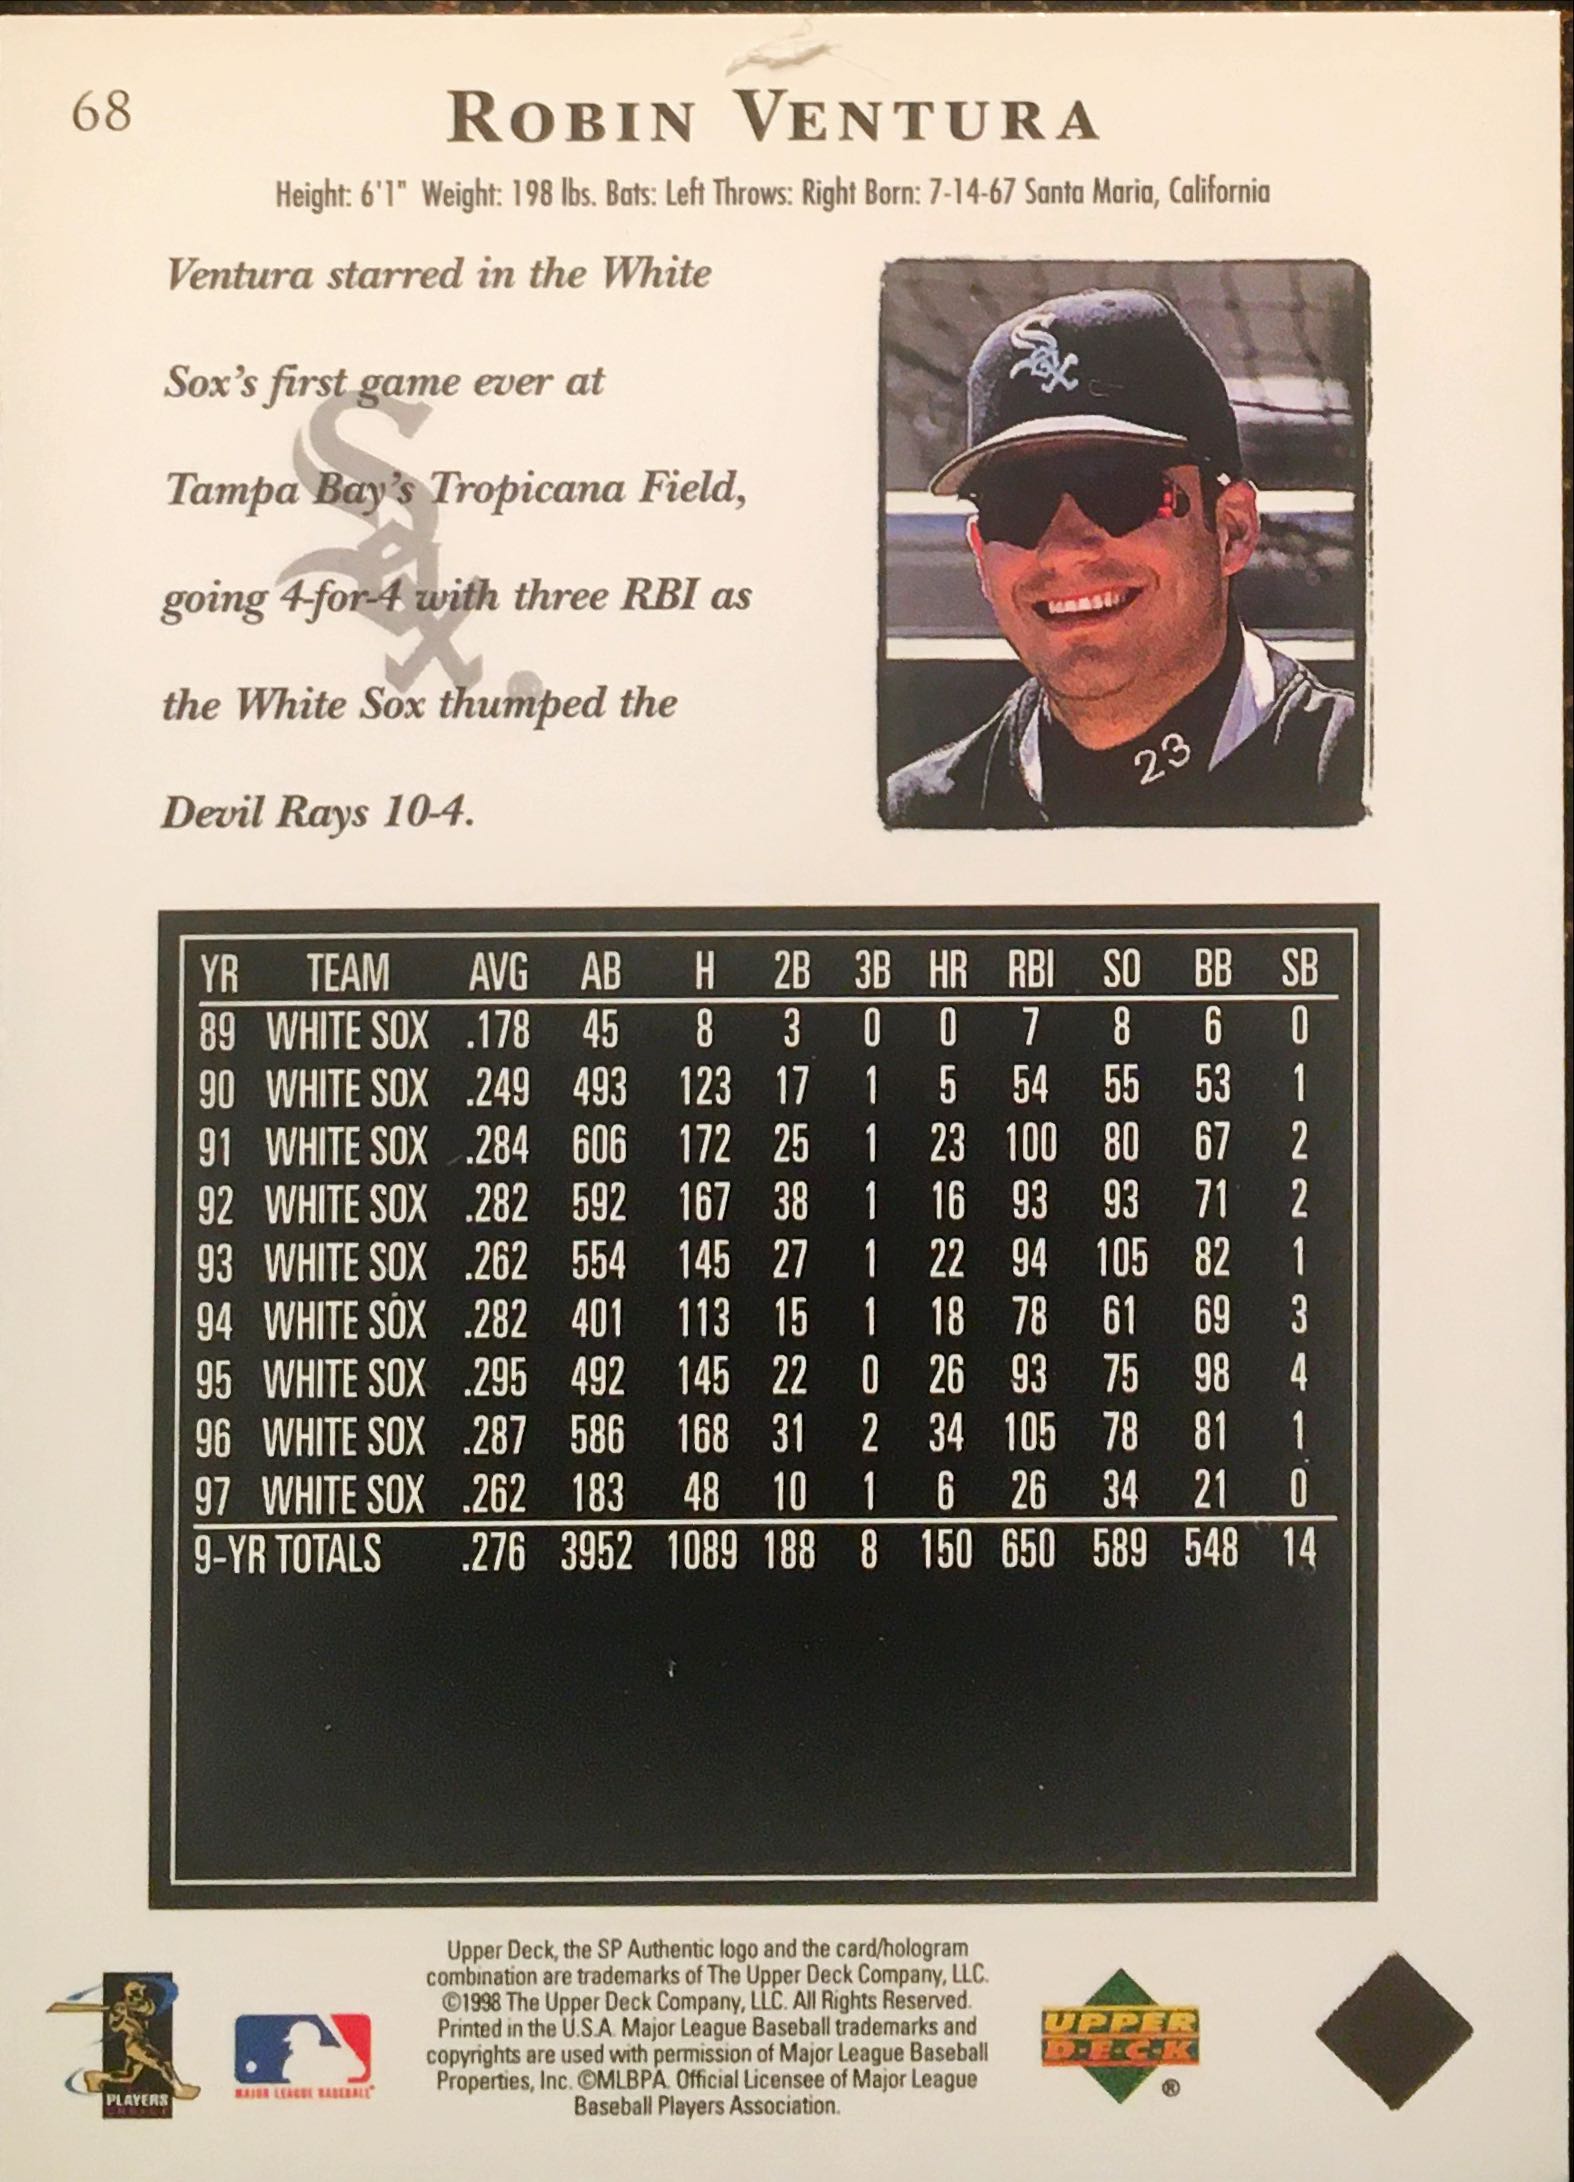 68
ROBIN VENTURA
Height: 6'1" Weight: 198 lbs. Bats: Left Throws: Right Born: 7-14-67 Santa Maria, California
Ventura starred in the White
Sox's first game ever at
Tampa Bay's Tropicana Field,
going 4-for-4 with three RBI as
the White Sox thumped the
Devil Rays 10-4.
Sox
Sox
23
YR TEAM AVG AB H 2B 3B HR RBI SO BB SB
89 WHITE SOX .178 45 8 3 0 0 7 8 6 0
90 WHITE SOX .249 493 123 17 1 5 54 55 53 1
91 WHITE SOX .284 606 172 25 1 23 100 80 67 2
92 WHITE SOX .282 592 167 38 1 16 93 93 71 2
93 WHITE SOX .262 554 145 27 1 22 94 105 82 1
94 WHITE SOX .282 401 113 15 1 18 78 61 69 3
95 WHITE SOX .295 492 145 22 0 26 93 75 98 4
96 WHITE SOX .287 586 168 31 2 34 105 78 81 1
97 WHITE SOX .262 183 48 10 1 6 26 34 21 0
9-YR TOTALS .276 3952 1089 188 8 150 650 589 548 14
Upper Deck, the SP Authentic logo and the card/hologram
combination are trademarks of The Upper Deck Company, LLC.
©1998 The Upper Deck Company, LLC. All Rights Reserved.
Printed in the U.S.A. Major League Baseball trademarks and
copyrights are used with permission of Major League Baseball
Properties, Inc. ©MLBPA. Official Licensee of Major League
Baseball Players Association.
PLAYERS
CHOICE
MAJOR LEAGUE BASEBALL
UPPER
D·E·C·K
®